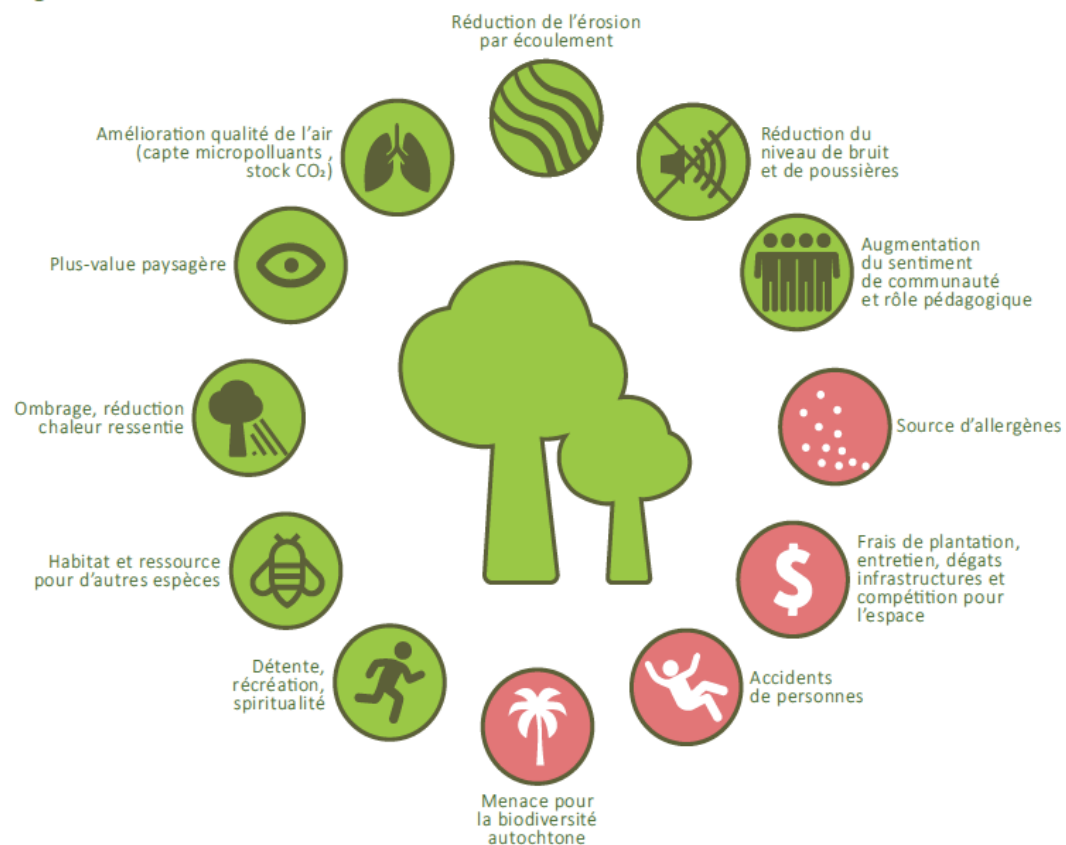 Réduction de l'érosion
par écoulement
Réduction du
niveau de bruit
et de poussières
Augmentation
du sentiment
de communauté
et rôle pédagogique
Source d'allergènes
Frais de plantation,
entretien, dégats
infrastructures et
compétition pour
l'espace
Accidents
de personnes
Menace pour
la biodiversité
autochtone
Détente,
récréation,
spiritualité
Habitat et ressource
pour d'autres espèces
Ombrage, réduction
chaleur ressentie
Plus-value paysagère
Amélioration qualité de l'air
(capte micropolluants ,
stock CO₂)
$